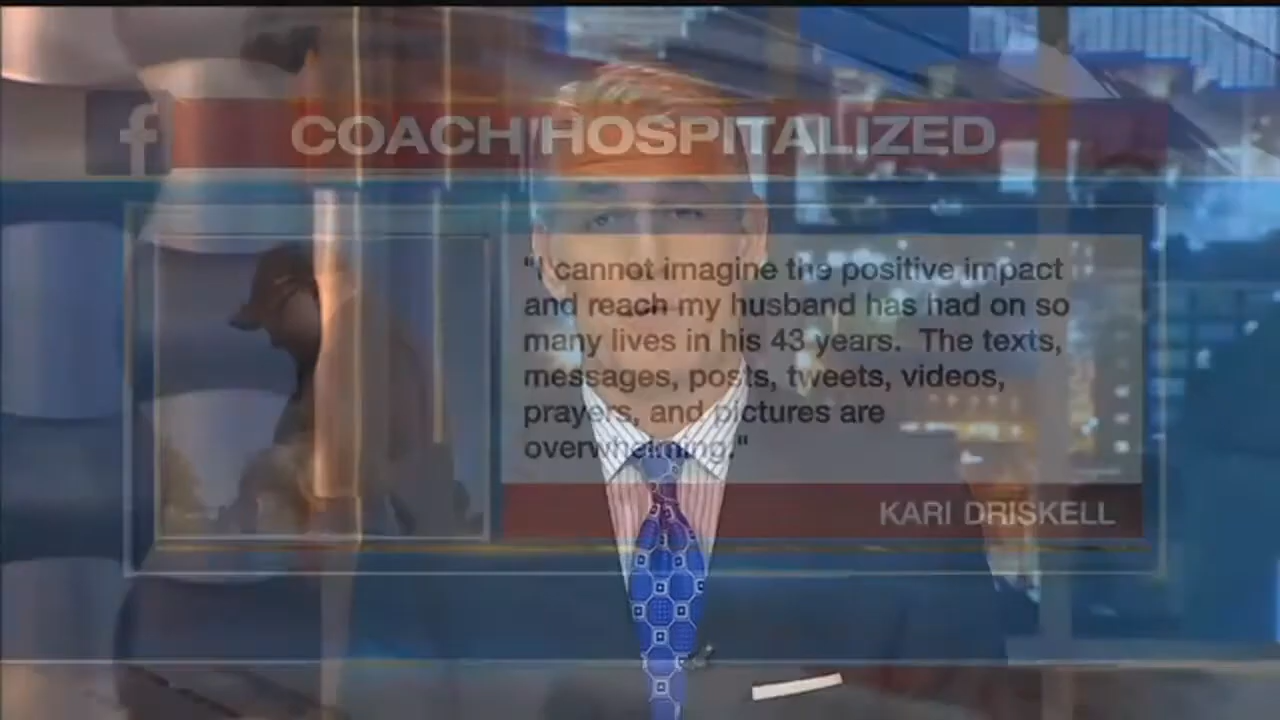 COACH HOSPITALIZED
"I cannot imagine the positive impact
and reach my husband has had on so
many lives in his 43 years.  The texts,
messages, posts, tweets, videos,
prayers, and pictures are
overwhelming."
KARI DRISKELL